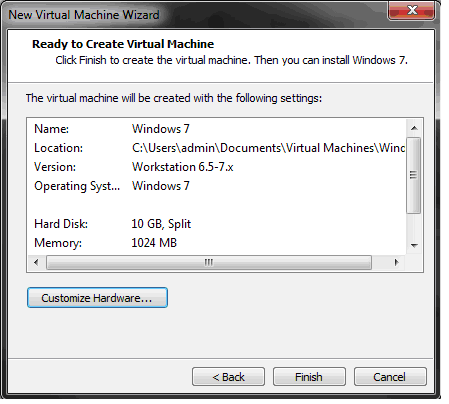 New Virtual Machine Wizard
Ready to Create Virtual Machine
Click Finish to create the virtual machine. Then you can install Windows 7.
The virtual machine will be created with the following settings:
Name: Windows 7
Location: C:\Users\admin\Documents\Virtual Machines\Wind
Version: Workstation 6.5-7.x
Operating Syst... Windows 7
Hard Disk: 10 GB, Split
Memory: 1024 MB
Customize Hardware...
< Back Finish Cancel